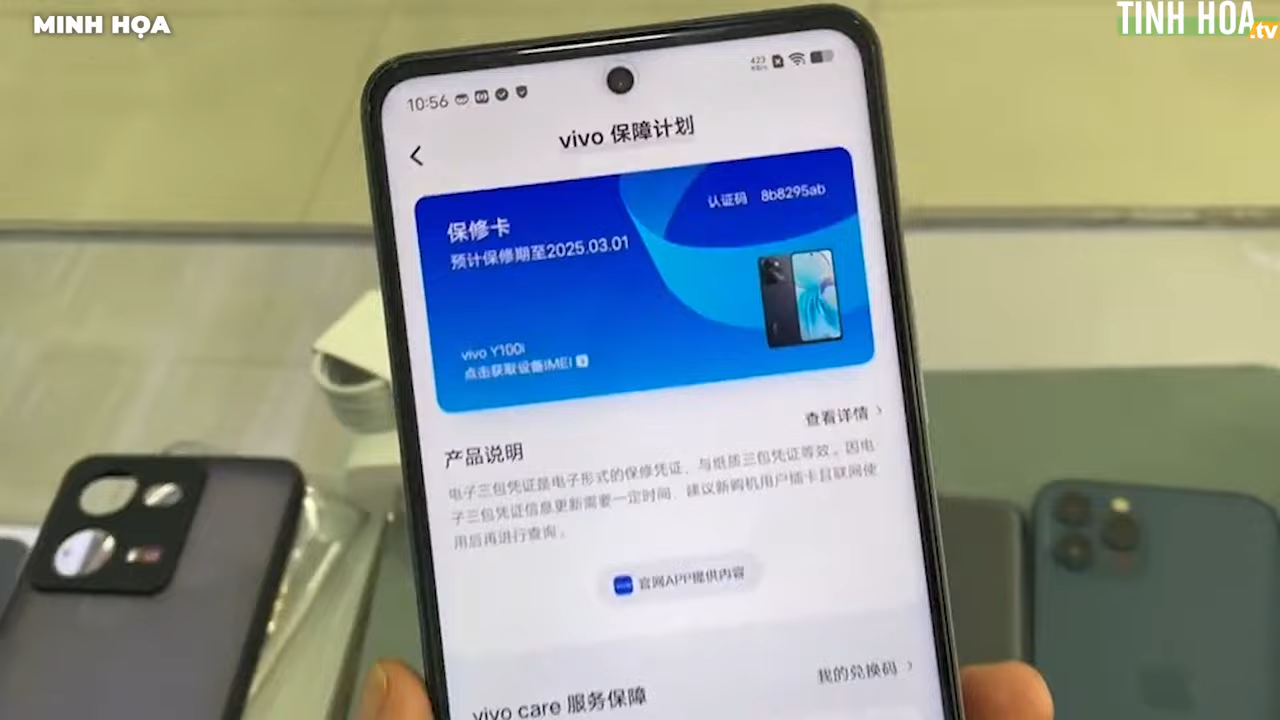 MINH HỌA
TINH HOA
.tv
10:56
423
vivo 保障计划
保修卡
认证码 8b8295ab
预计保修期至2025.03.01
vivo Y100i
点击获取设备IMEI
查看详情
产品说明
电子三包凭证是电子形式的保修凭证，与纸质三包凭证等效。因电
子三包凭证信息更新需要一定时间，建议新购机用户插卡且联网使
用后再进行查询。
官网APP提供内容
我的兑换码
vivo care 服务保障